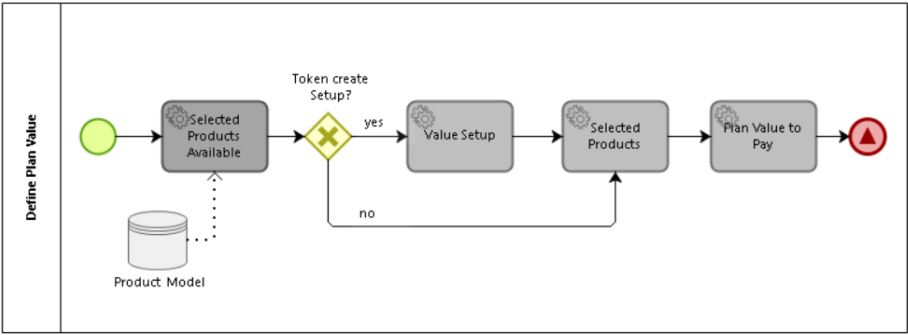 Define Plan Value
Selected
Products
Available
Token create
Setup?
yes
no
Value Setup
Selected
Products
Plan Value to
Pay
Product Model